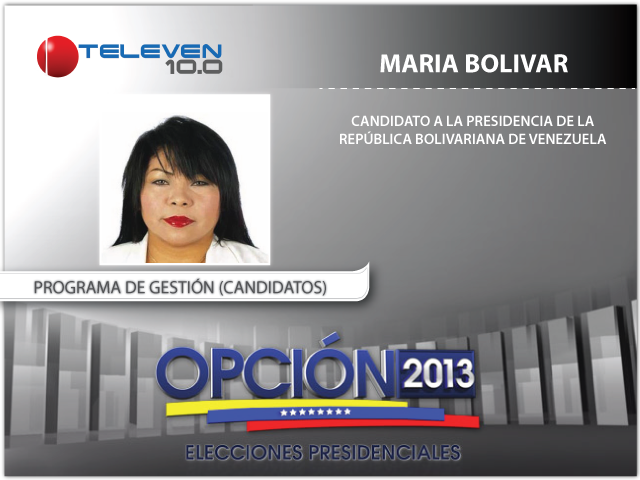 TELEVEN
10.0
MARIA BOLIVAR
CANDIDATO A LA PRESIDENCIA DE LA
REPÚBLICA BOLIVARIANA DE VENEZUELA
PROGRAMA DE GESTIÓN (CANDIDATOS)
OPCIÓN 2013
ELECCIONES PRESIDENCIALES